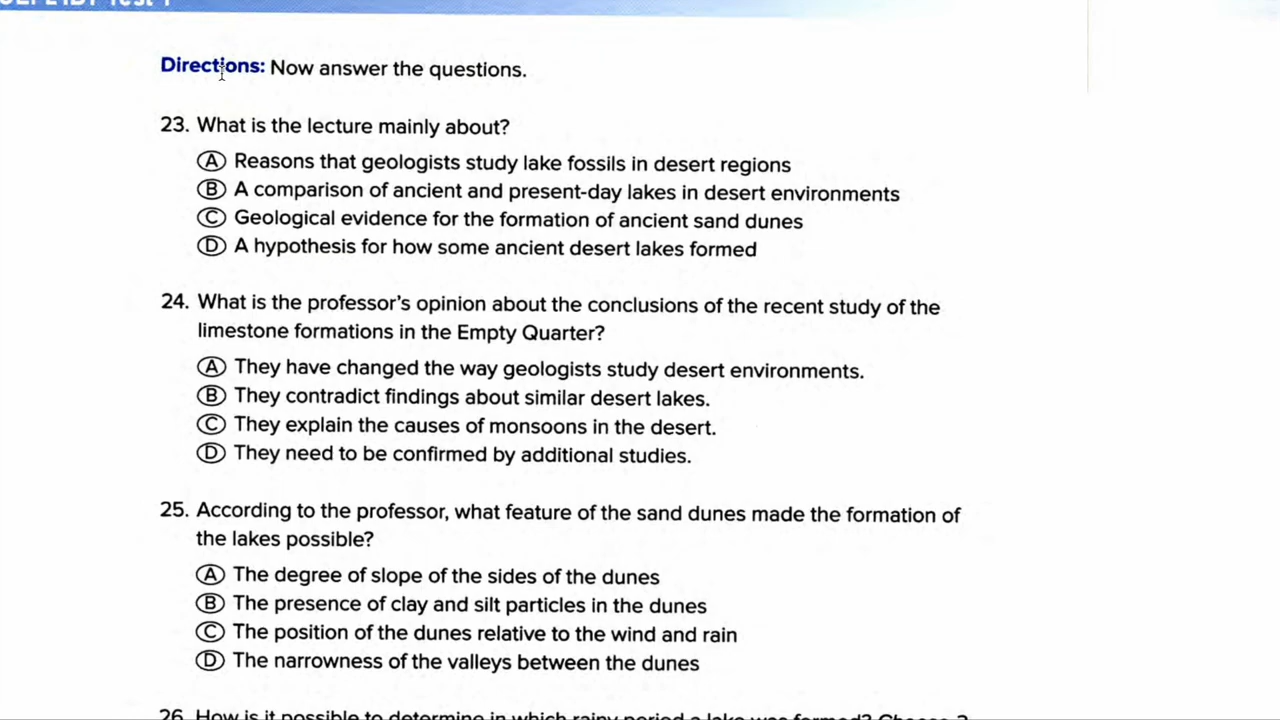 Directions: Now answer the questions.
23. What is the lecture mainly about?
A Reasons that geologists study lake fossils in desert regions
B A comparison of ancient and present-day lakes in desert environments
C Geological evidence for the formation of ancient sand dunes
D A hypothesis for how some ancient desert lakes formed
24. What is the professor's opinion about the conclusions of the recent study of the
limestone formations in the Empty Quarter?
A They have changed the way geologists study desert environments.
B They contradict findings about similar desert lakes.
C They explain the causes of monsoons in the desert.
D They need to be confirmed by additional studies.
25. According to the professor, what feature of the sand dunes made the formation of
the lakes possible?
A The degree of slope of the sides of the dunes
B The presence of clay and silt particles in the dunes
C The position of the dunes relative to the wind and rain
D The narrowness of the valleys between the dunes
26. How is it possible to determine in which rainy period a lake was formed? Choose 2